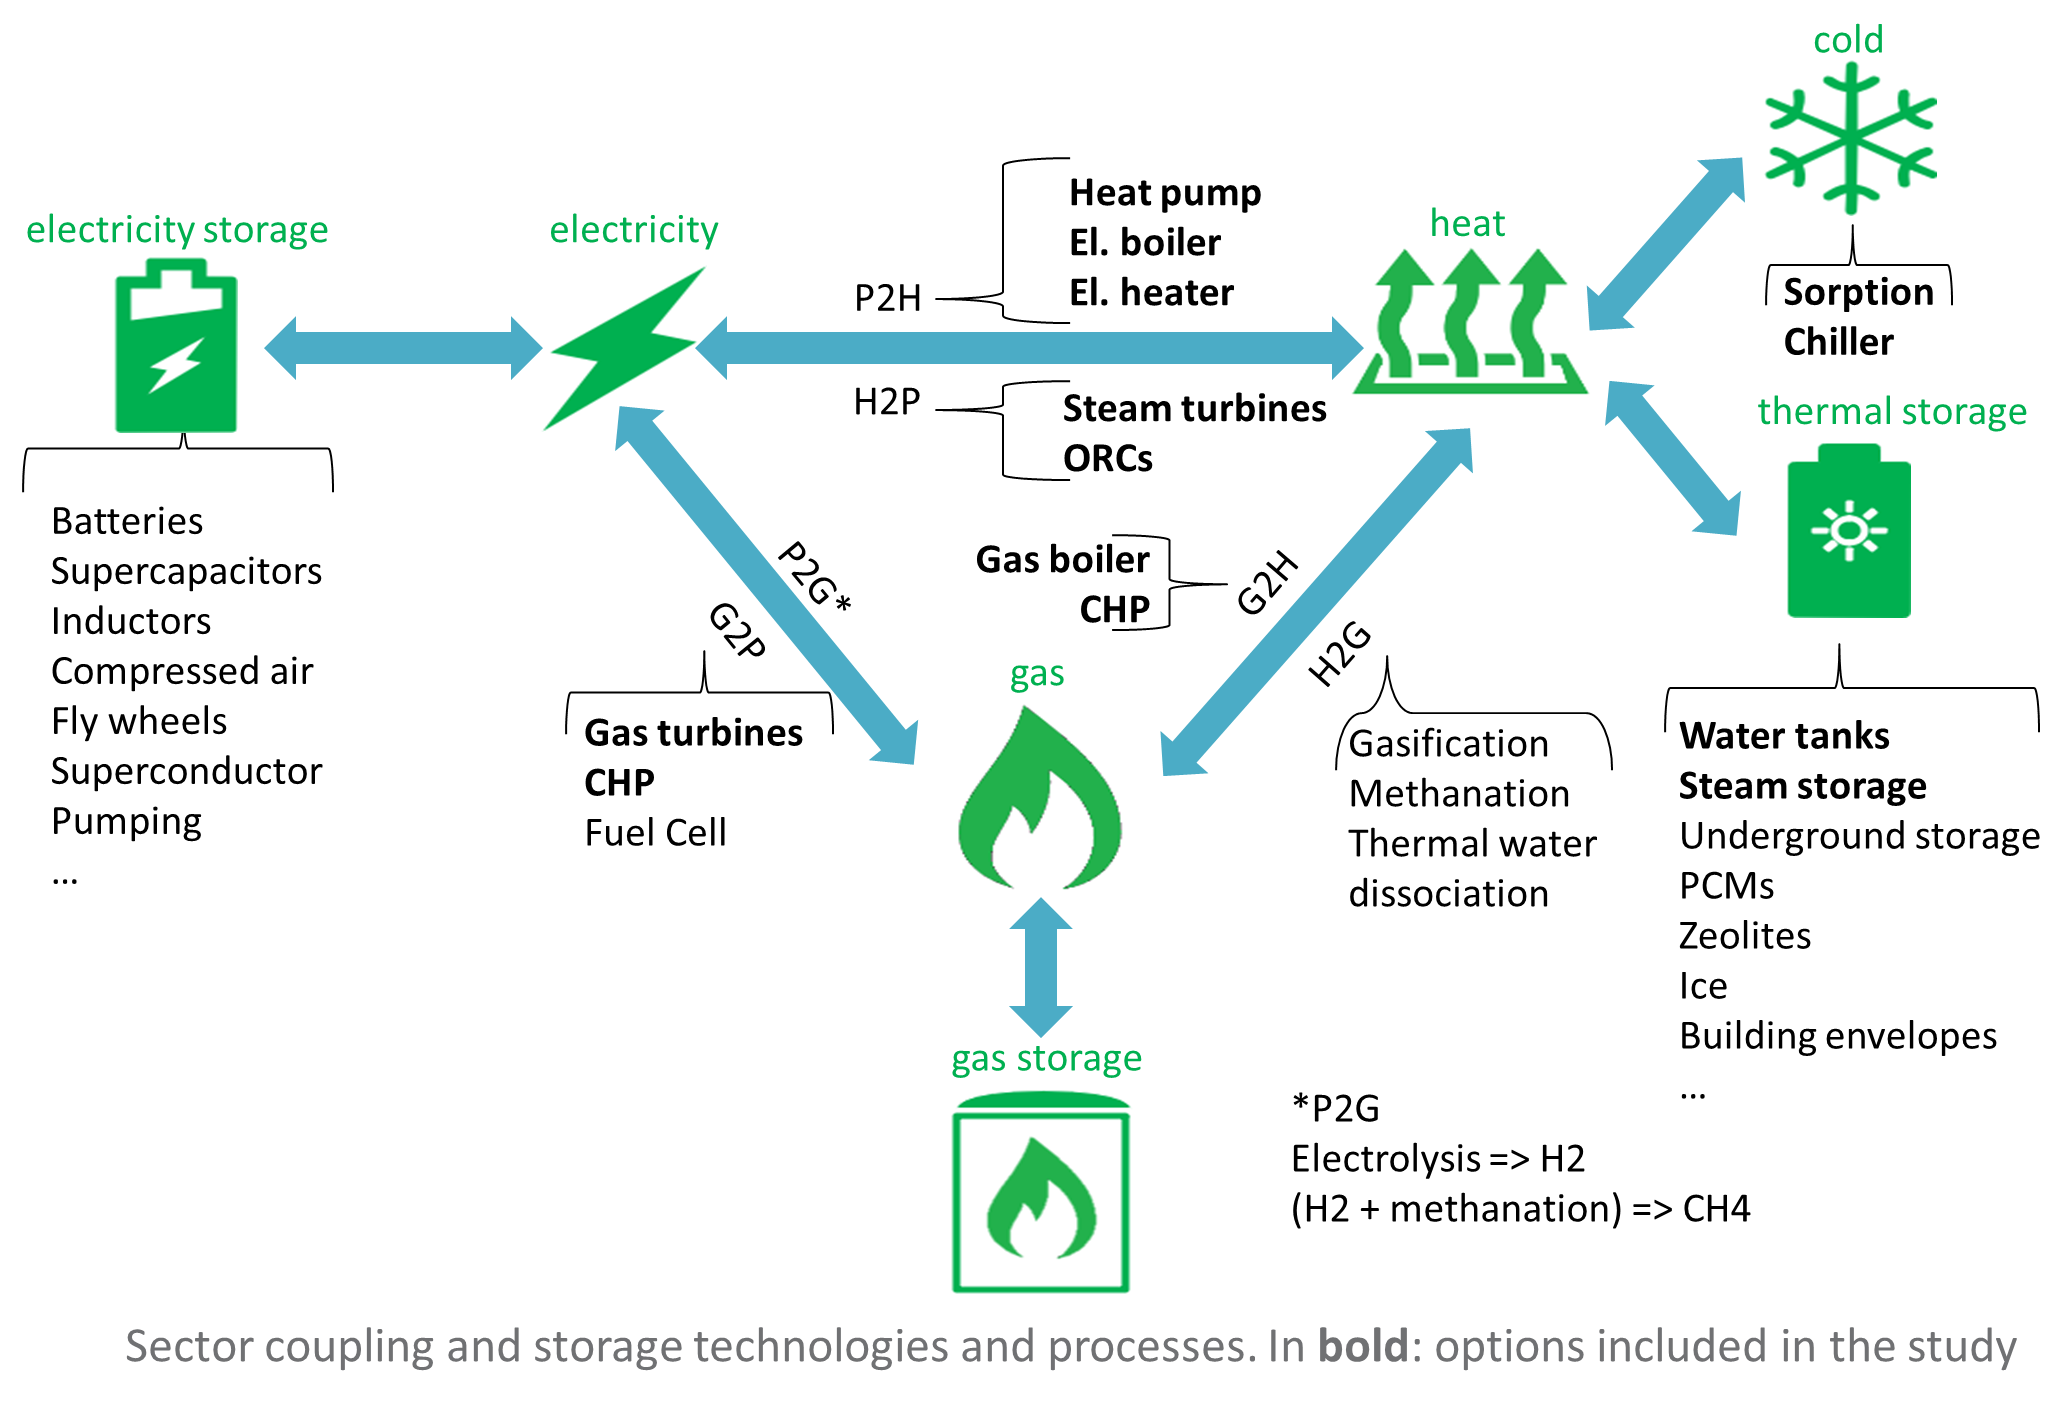 cold
electricity storage
electricity
heat
P2H
Heat pump
El. boiler
El. heater
Sorption
Chiller
H2P
Steam turbines
ORCs
thermal storage
Batteries
Supercapacitors
Inductors
Compressed air
Fly wheels
Superconductor
Pumping
...
P2G*
G2P
Gas turbines
CHP
Fuel Cell
Gas boiler
CHP
G2H
H2G
gas
Gasification
Methanation
Thermal water
dissociation
Water tanks
Steam storage
Underground storage
PCMs
Zeolites
Ice
Building envelopes
...
gas storage
*P2G
Electrolysis => H2
(H2 + methanation) => CH4
Sector coupling and storage technologies and processes. In bold: options included in the study